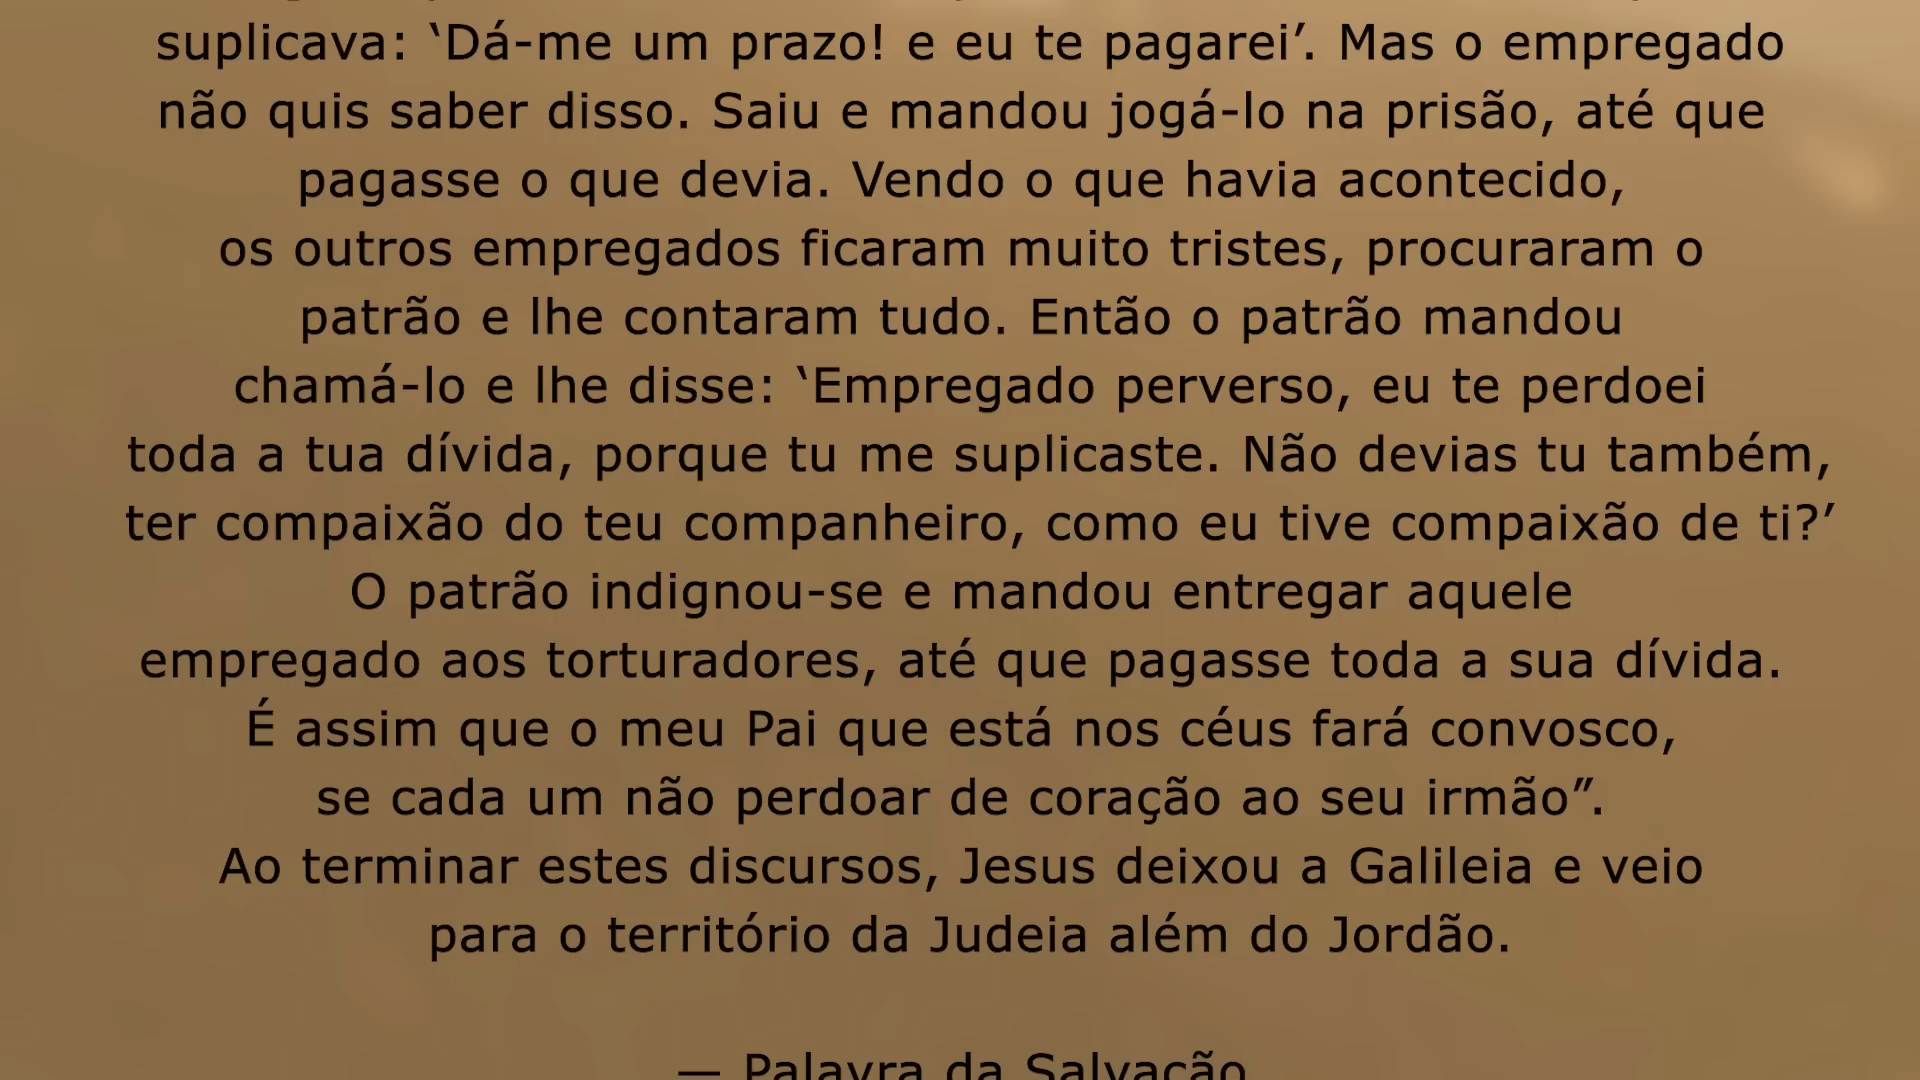 suplicava: ‘Dá-me um prazo! e eu te pagarei’. Mas o empregado
não quis saber disso. Saiu e mandou jogá-lo na prisão, até que
pagasse o que devia. Vendo o que havia acontecido,
os outros empregados ficaram muito tristes, procuraram o
patrão e lhe contaram tudo. Então o patrão mandou
chamá-lo e lhe disse: ‘Empregado perverso, eu te perdoei
toda a tua dívida, porque tu me suplicaste. Não devias tu também,
ter compaixão do teu companheiro, como eu tive compaixão de ti?’
O patrão indignou-se e mandou entregar aquele
empregado aos torturadores, até que pagasse toda a sua dívida.
É assim que o meu Pai que está nos céus fará convosco,
se cada um não perdoar de coração ao seu irmão”.
Ao terminar estes discursos, Jesus deixou a Galileia e veio
para o território da Judeia além do Jordão.
— Palavra da Salvação